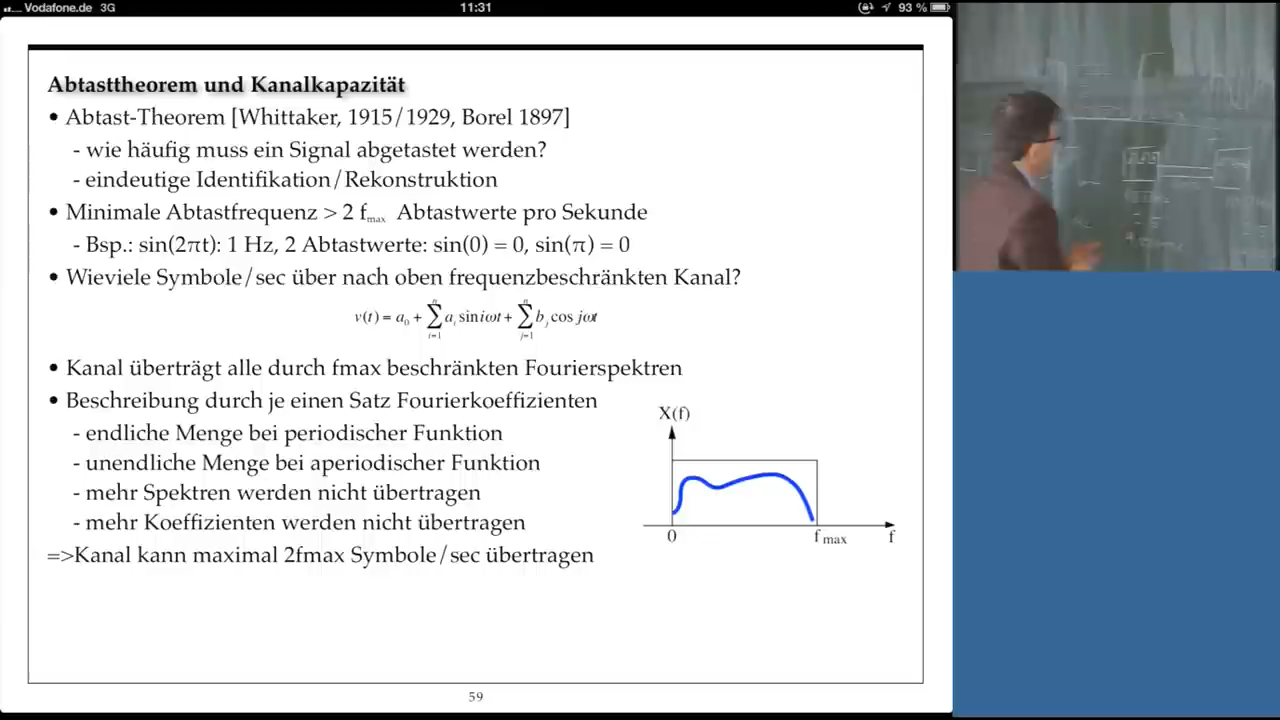 Vodafone.de 3G 11:31 93 %
Abtasttheorem und Kanalkapazität
• Abtast-Theorem [Whittaker, 1915/1929, Borel 1897]
- wie häufig muss ein Signal abgetastet werden?
- eindeutige Identifikation/Rekonstruktion
• Minimale Abtastfrequenz > 2 fmax Abtastwerte pro Sekunde
- Bsp.: sin(2πt): 1 Hz, 2 Abtastwerte: sin(0) = 0, sin(π) = 0
• Wieviele Symbole/sec über nach oben frequenzbeschränkten Kanal?
v(t) = a₀ + ∑ⁿᵢ₌₁ aᵢ sin iωt + ∑ⁿⱼ₌₁ bⱼ cos jωt
• Kanal überträgt alle durch fmax beschränkten Fourierspektren
• Beschreibung durch je einen Satz Fourierkoeffizienten
- endliche Menge bei periodischer Funktion
- unendliche Menge bei aperiodischer Funktion
- mehr Spektren werden nicht übertragen
- mehr Koeffizienten werden nicht übertragen
=>Kanal kann maximal 2fmax Symbole/sec übertragen
X(f)
0 f max f
59